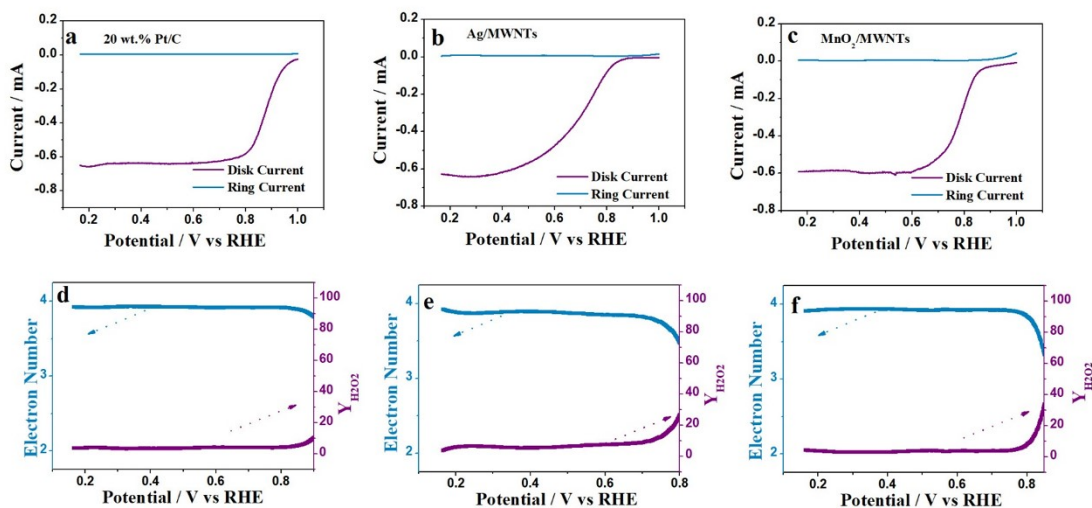 a
20 wt.% Pt/C
Current / mA
0.2
0.0
-0.2
-0.4
-0.6
-0.8
Disk Current
Ring Current
0.2 0.4 0.6 0.8 1.0
Potential / V vs RHE
b
Ag/MWNTs
Current / mA
0.2
0.0
-0.2
-0.4
-0.6
-0.8
Disk Current
Ring Current
0.2 0.4 0.6 0.8 1.0
Potential / V vs RHE
c
MnO2/MWNTs
Current / mA
0.2
0.0
-0.2
-0.4
-0.6
-0.8
Disk Current
Ring Current
0.2 0.4 0.6 0.8 1.0
Potential / V vs RHE
d
Electron Number
4
3
2
100
80
60
40
20
0
YH2O2
0.2 0.4 0.6 0.8
Potential / V vs RHE
e
Electron Number
4
3
2
100
80
60
40
20
0
YH2O2
0.2 0.4 0.6 0.8
Potential / V vs RHE
f
Electron Number
4
3
2
100
80
60
40
20
0
YH2O2
0.2 0.4 0.6 0.8
Potential / V vs RHE